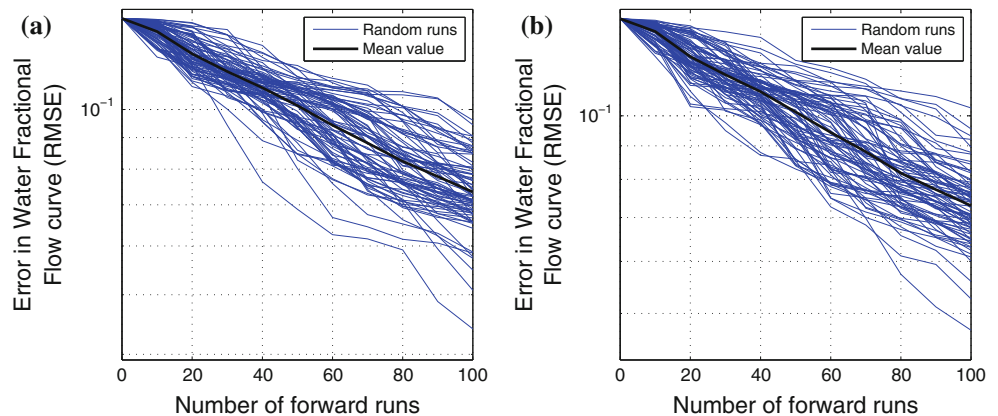 (a)
Random runs
Mean value
10⁻¹
Error in Water Fractional
Flow curve (RMSE)
0 20 40 60 80 100
Number of forward runs
(b)
Random runs
Mean value
10⁻¹
Error in Water Fractional
Flow curve (RMSE)
0 20 40 60 80 100
Number of forward runs